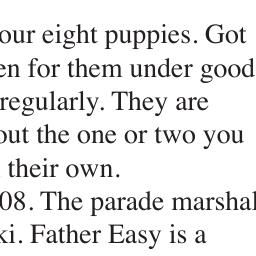 our eight puppies. Got
en for them under good
regularly. They are
out the one or two you
their own.
08. The parade marshal
ki. Father Easy is a